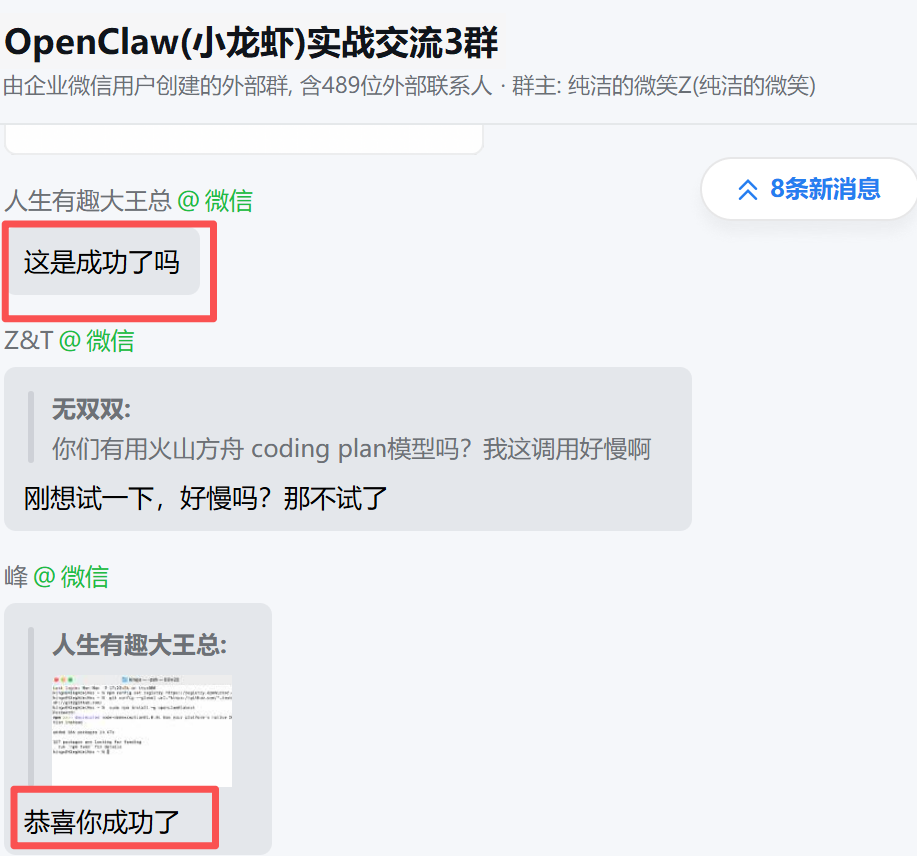 OpenClaw(小龙虾)实战交流3群
由企业微信用户创建的外部群, 含489位外部联系人 · 群主: 纯洁的微笑Z(纯洁的微笑)
8条新消息
人生有趣大王总 @ 微信
这是成功了吗
Z&T @ 微信
无双双:
你们有用火山方舟 coding plan模型吗？我这调用好慢啊
刚想试一下，好慢吗？那不试了
峰 @ 微信
人生有趣大王总:
恭喜你成功了